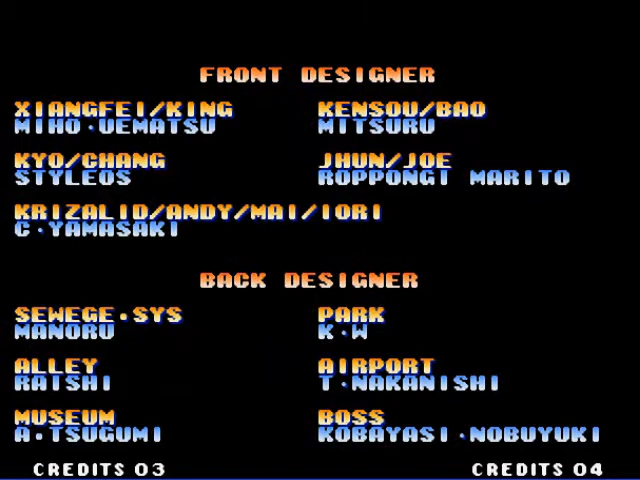 FRONT DESIGNER
XIANGFEI/KING KENSOU/BAO
MIHO·UEMATSU MITSURU
KYO/CHANG JHUN/JOE
STYLEOS ROPPONGI MARITO
KRIZALID/ANDY/MAI/IORI
C·YAMASAKI
BACK DESIGNER
SEWEGE·SYS PARK
MANORU K·W
ALLEY AIRPORT
RAISHI T·NAKANISHI
MUSEUM BOSS
A·TSUGUMI KOBAYASI·NOBUYUKI
CREDITS 03 CREDITS 04